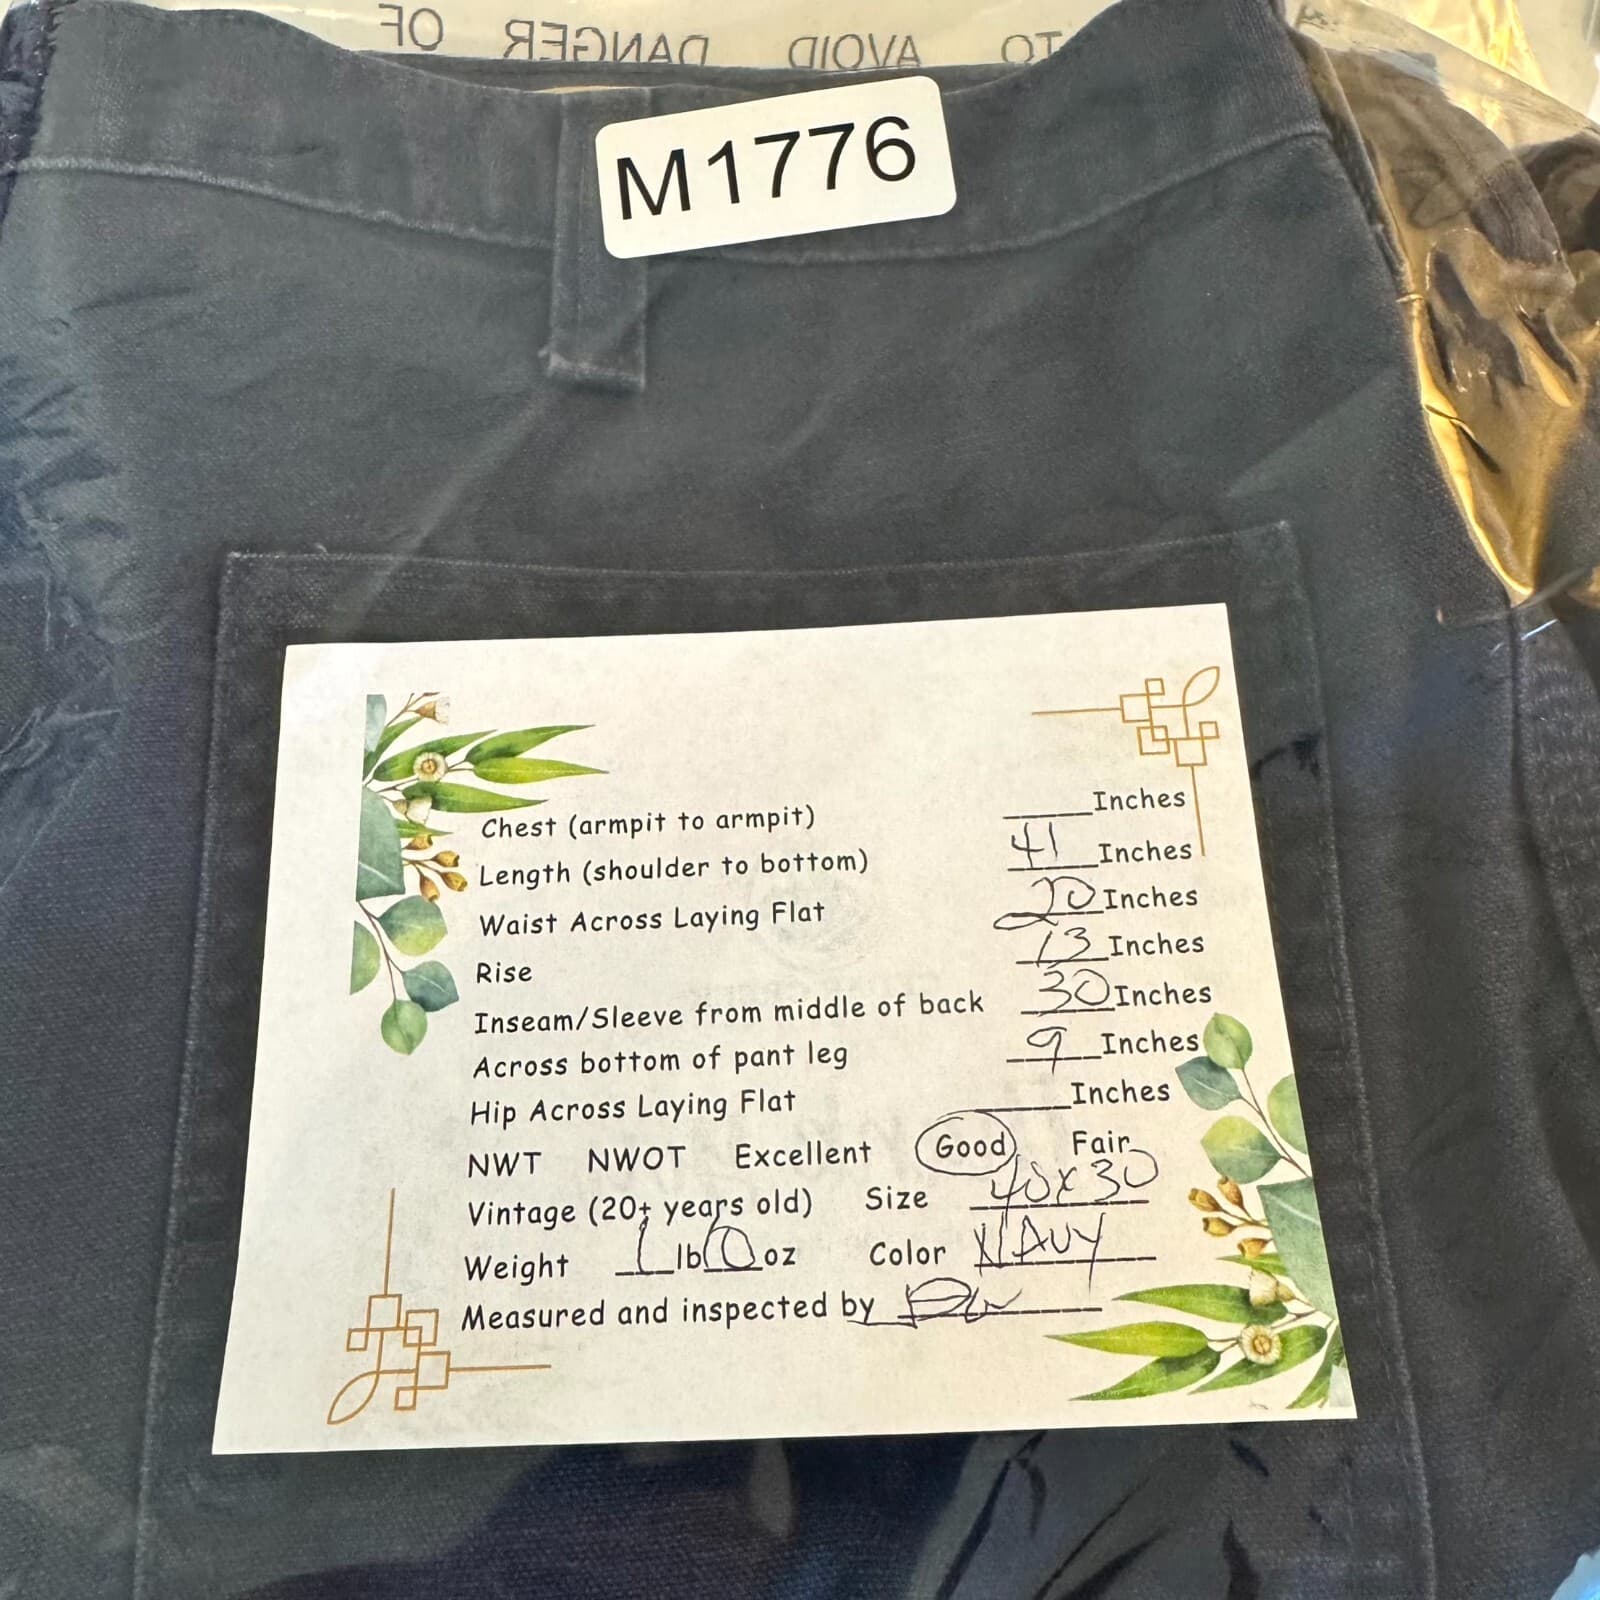 TO AVOID DANGER OF
M1776
Chest (armpit to armpit) ____Inches
Length (shoulder to bottom) 41 Inches
Waist Across Laying Flat 20 Inches
Rise 13 Inches
Inseam/Sleeve from middle of back 30 Inches
Across bottom of pant leg 9 Inches
Hip Across Laying Flat ____Inches
NWT NWOT Excellent Good Fair
Vintage (20+ years old) Size 40x30
Weight 1 lb 10 oz Color NAVY
Measured and inspected by